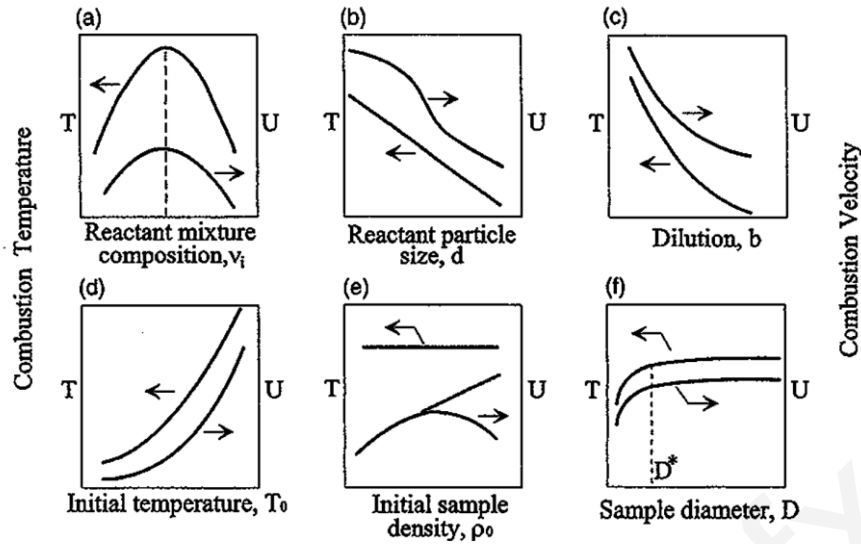 (a)
(b)
(c)
T
U
T
U
T
U
Reactant mixture
composition, νi
Reactant particle
size, d
Dilution, b
Combustion Temperature
Combustion Velocity
(d)
(e)
(f)
T
U
T
U
T
U
D*
Initial temperature, T₀
Initial sample
density, ρ₀
Sample diameter, D